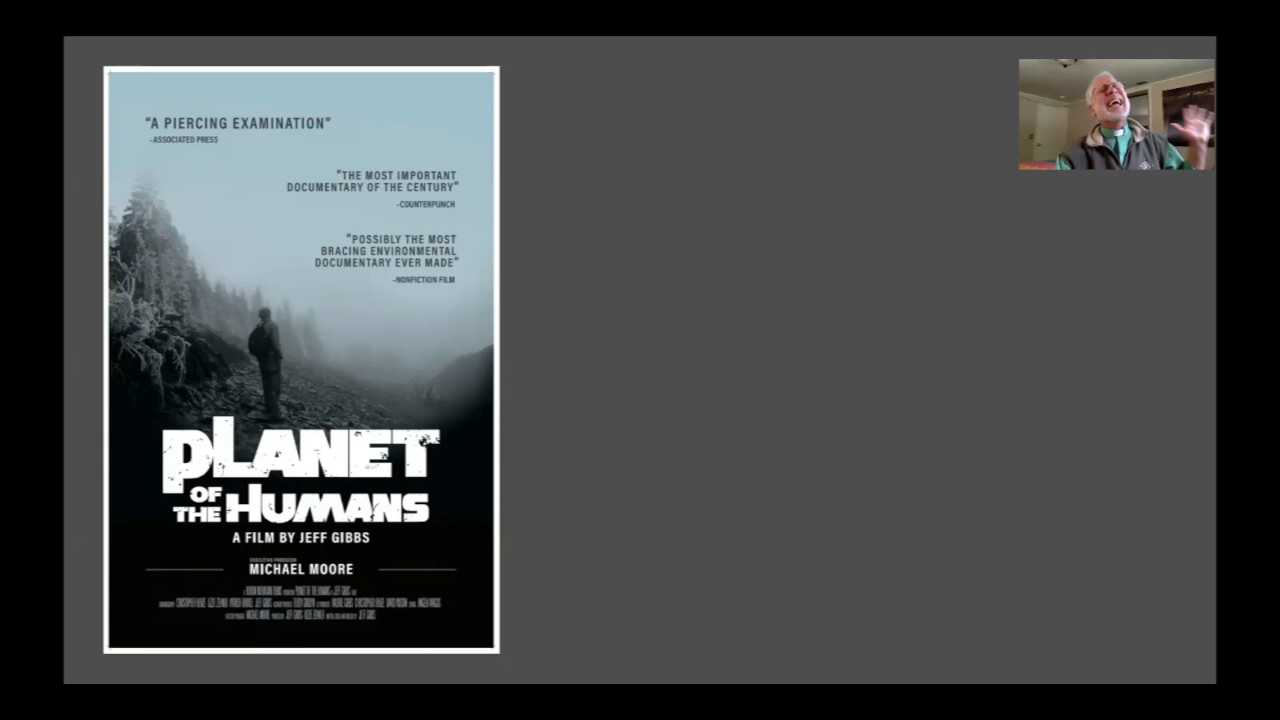 "A PIERCING EXAMINATION"
-ASSOCIATED PRESS
"THE MOST IMPORTANT
DOCUMENTARY OF THE CENTURY"
-COUNTERPUNCH
"POSSIBLY THE MOST
BRACING ENVIRONMENTAL
DOCUMENTARY EVER MADE"
-NONFICTION FILM
PLANET
OF
THE HUMANS
A FILM BY JEFF GIBBS
EXECUTIVE PRODUCER
MICHAEL MOORE